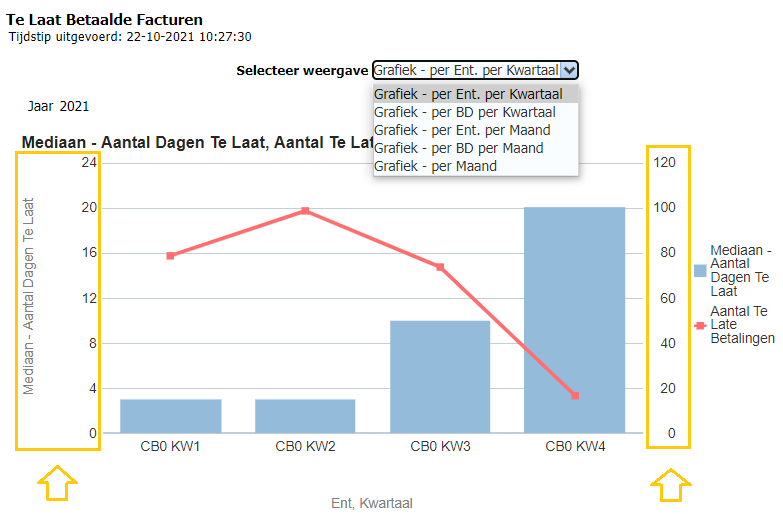 Te Laat Betaalde Facturen
Tijdstip uitgevoerd: 22-10-2021 10:27:30
Selecteer weergave Grafiek - per Ent. per Kwartaal
Grafiek - per Ent. per Kwartaal
Grafiek - per BD per Kwartaal
Grafiek - per Ent. per Maand
Grafiek - per BD per Maand
Grafiek - per Maand
Jaar 2021
Mediaan - Aantal Dagen Te Laat, Aantal Te
Mediaan - Aantal Dagen Te Laat
24
20
16
12
8
4
0
120
100
80
60
40
20
0
CB0 KW1 CB0 KW2 CB0 KW3 CB0 KW4
Ent, Kwartaal
Mediaan -
Aantal
Dagen Te
Laat
Aantal Te
Late
Betalingen